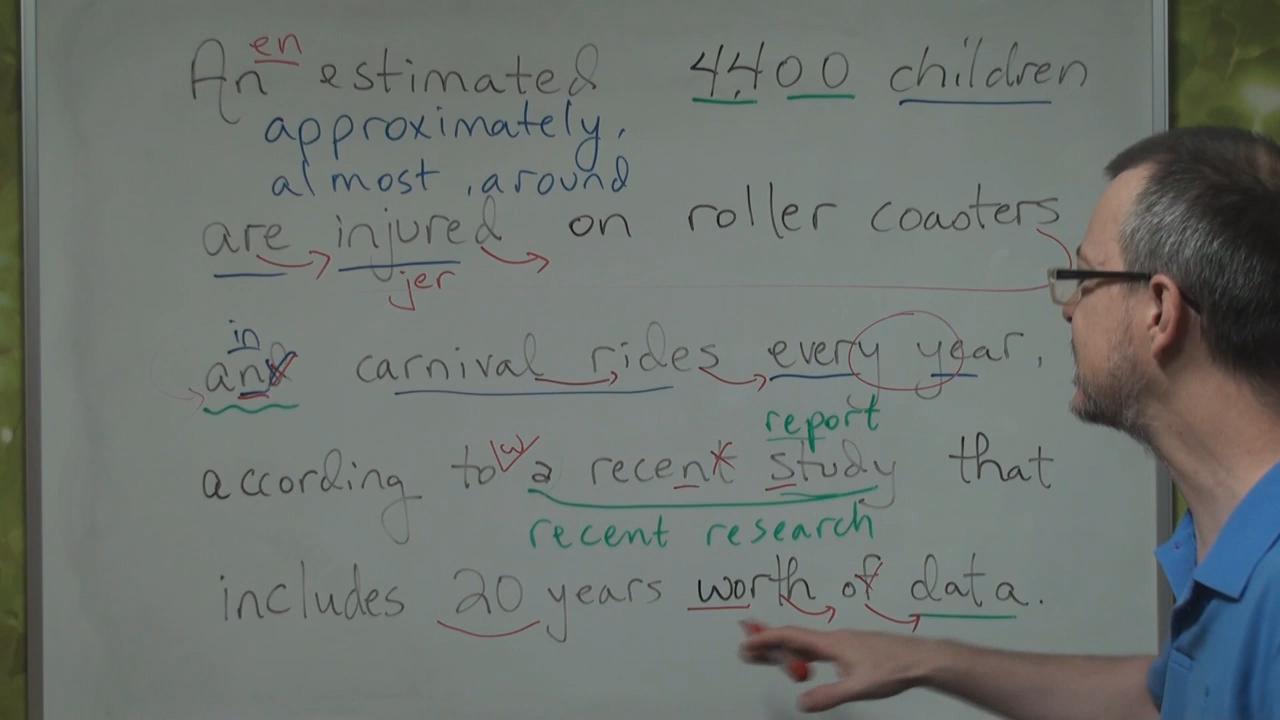 en
An estimated 4,400 children
approximately,
almost, around
are injured on roller coasters
jer
in
and carnival rides every year,
report
w
according to a recent study that
recent research
includes 20 years worth of data.